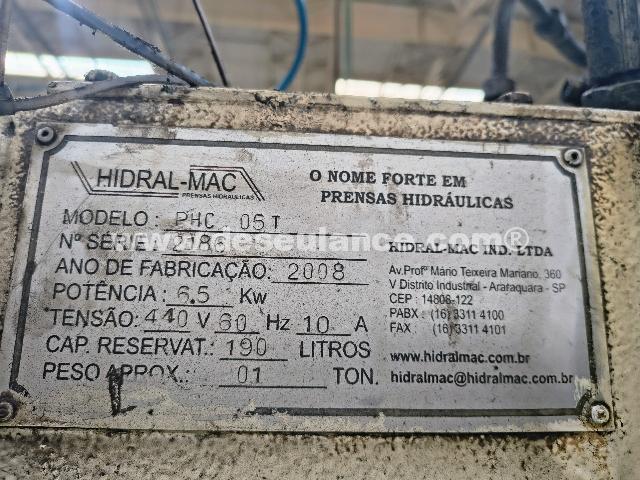 HIDRAL-MAC
PRENSAS HIDRÁULICAS
O NOME FORTE EM
PRENSAS HIDRÁULICAS
MODELO : PHC 05T
Nº SÉRIE: 2186
ANO DE FABRICAÇÃO: 2008
POTÊNCIA: 6.5 Kw
TENSÃO: 440 V 60 Hz 10 A
CAP. RESERVAT.: 190 LITROS
PESO APROX.: 01 TON.
HIDRAL-MAC IND. LTDA
Av.Profº Mário Teixeira Mariano, 360
V Distrito Industrial - Araraquara - SP
CEP : 14808-122
PABX : (16) 3311 4100
FAX : (16) 3311 4101
www.hidralmac.com.br
hidralmac@hidralmac.com.br